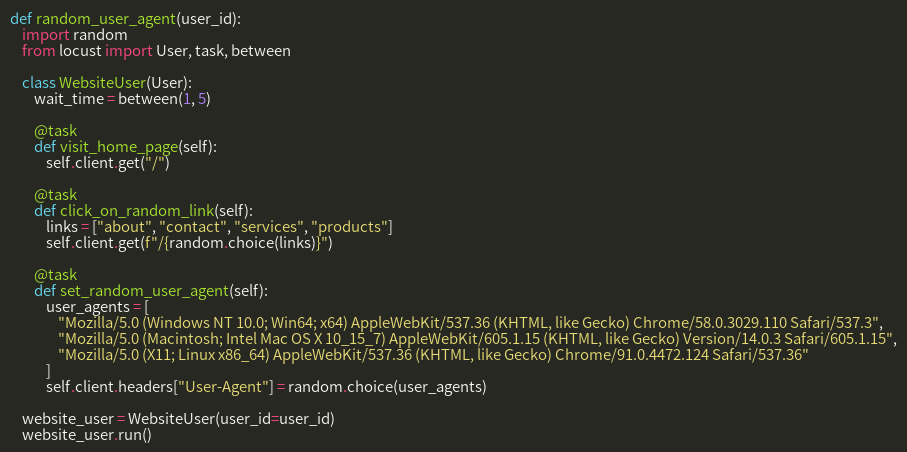 def random_user_agent(user_id):
import random
from locust import User, task, between
class WebsiteUser(User):
wait_time = between(1, 5)
@task
def visit_home_page(self):
self.client.get("/")
@task
def click_on_random_link(self):
links = ["about", "contact", "services", "products"]
self.client.get(f"/{random.choice(links)}")
@task
def set_random_user_agent(self):
user_agents = [
"Mozilla/5.0 (Windows NT 10.0; Win64; x64) AppleWebKit/537.36 (KHTML, like Gecko) Chrome/58.0.3029.110 Safari/537.3",
"Mozilla/5.0 (Macintosh; Intel Mac OS X 10_15_7) AppleWebKit/605.1.15 (KHTML, like Gecko) Version/14.0.3 Safari/605.1.15",
"Mozilla/5.0 (X11; Linux x86_64) AppleWebKit/537.36 (KHTML, like Gecko) Chrome/91.0.4472.124 Safari/537.36"
]
self.client.headers["User-Agent"] = random.choice(user_agents)
website_user = WebsiteUser(user_id=user_id)
website_user.run()